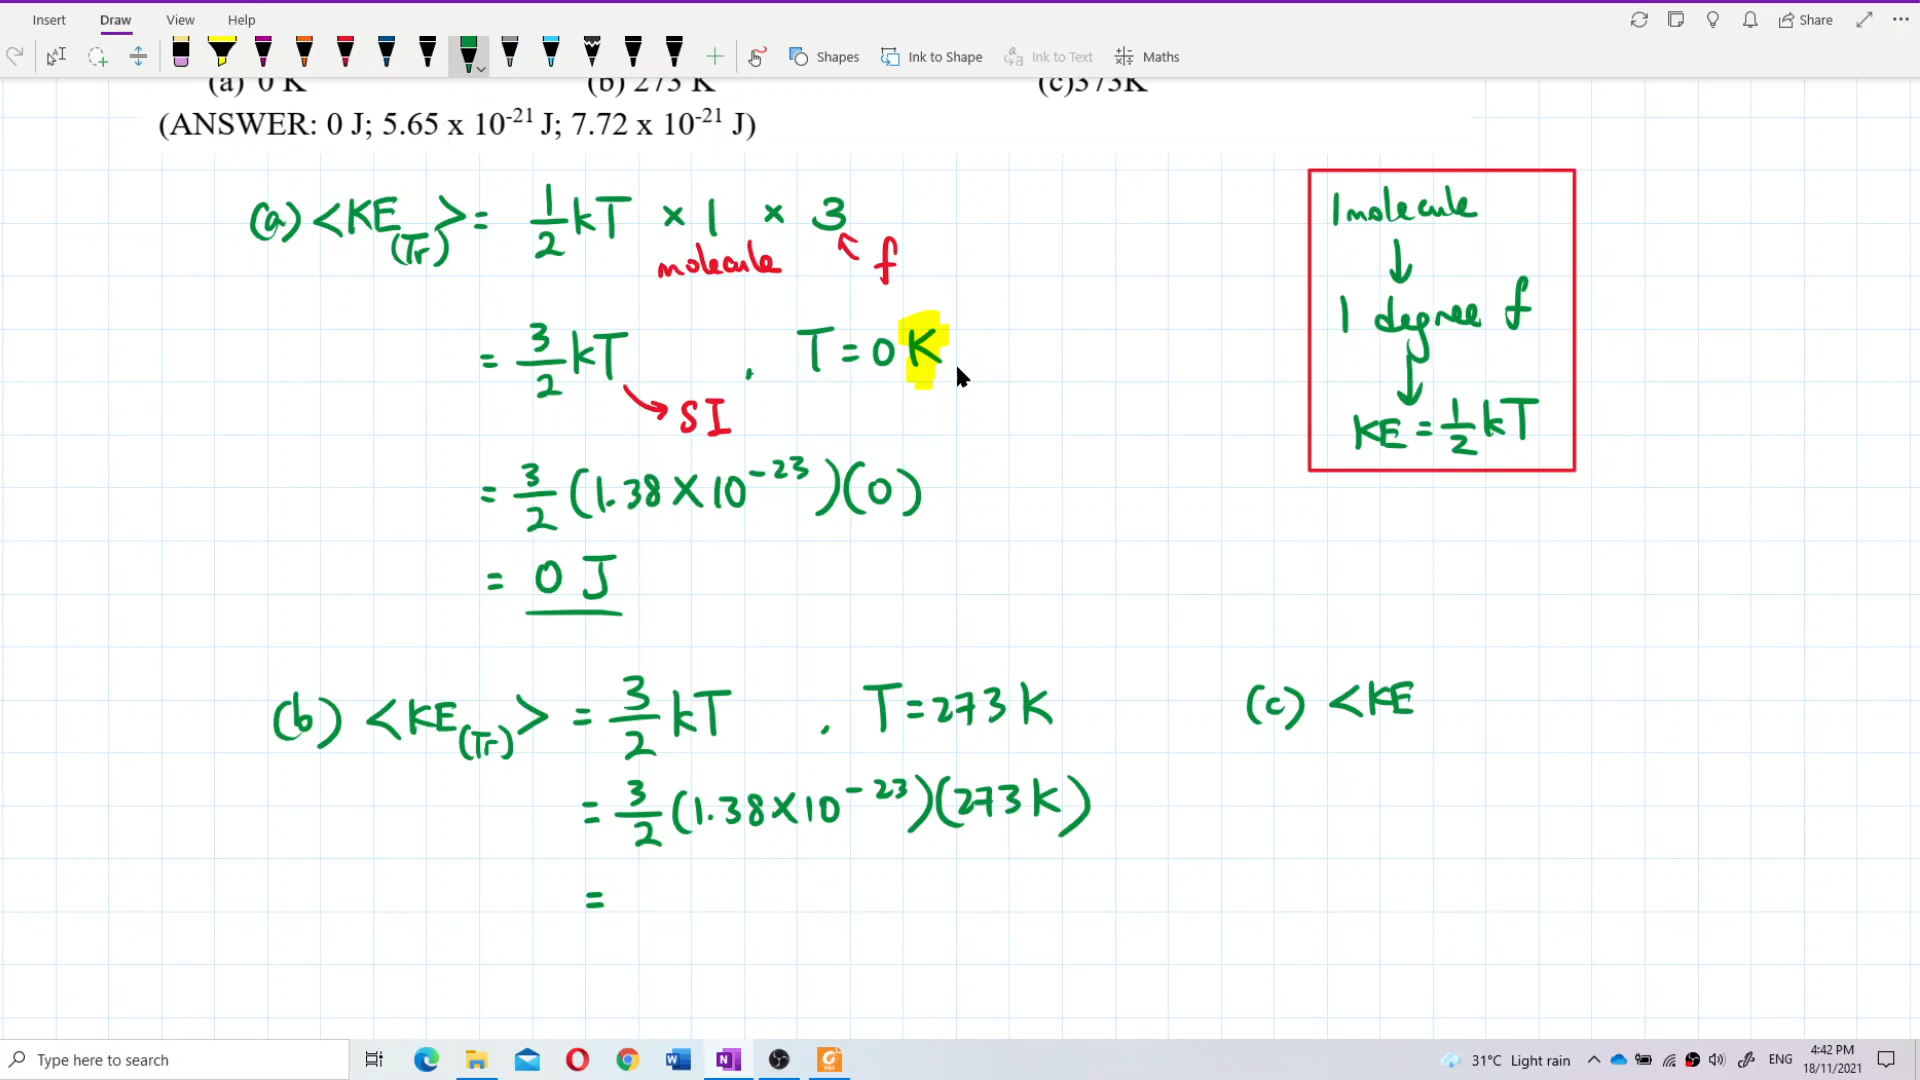 Insert Draw View Help Share
Shapes Ink to Shape Ink to Text Maths
(a) 0 K (b) 273 K (c)373K
(ANSWER: 0 J; 5.65 x 10⁻²¹ J; 7.72 x 10⁻²¹ J)
(a) <KE(Tr)> = 1/2 kT × 1 × 3
molecule f
= 3/2 kT , T = 0 K
SI
= 3/2 (1.38 × 10⁻²³)(0)
= 0 J
1 molecule
↓
1 degree f
↓
KE = 1/2 kT
(b) <KE(Tr)> = 3/2 kT , T = 273 K
= 3/2 (1.38 × 10⁻²³)(273 K)
=
(c) <KE
Type here to search
31°C Light rain ENG 4:42 PM
18/11/2021